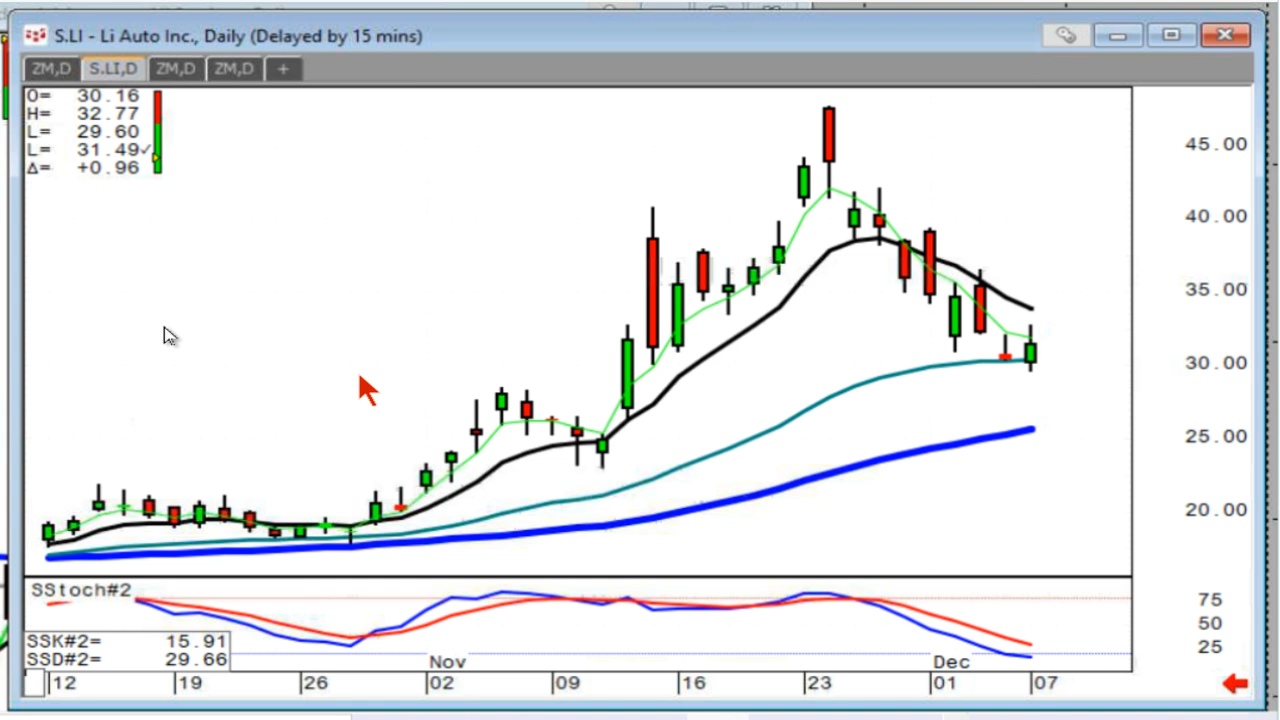 S.LI - Li Auto Inc., Daily (Delayed by 15 mins)
ZM,D S.LI,D ZM,D ZM,D +
O= 30.16
H= 32.77
L= 29.60
L= 31.49✓
Δ= +0.96
45.00
40.00
35.00
30.00
25.00
20.00
SStoch#2
75
50
25
SSK#2= 15.91
SSD#2= 29.66
Nov Dec
12 19 26 02 09 16 23 01 07